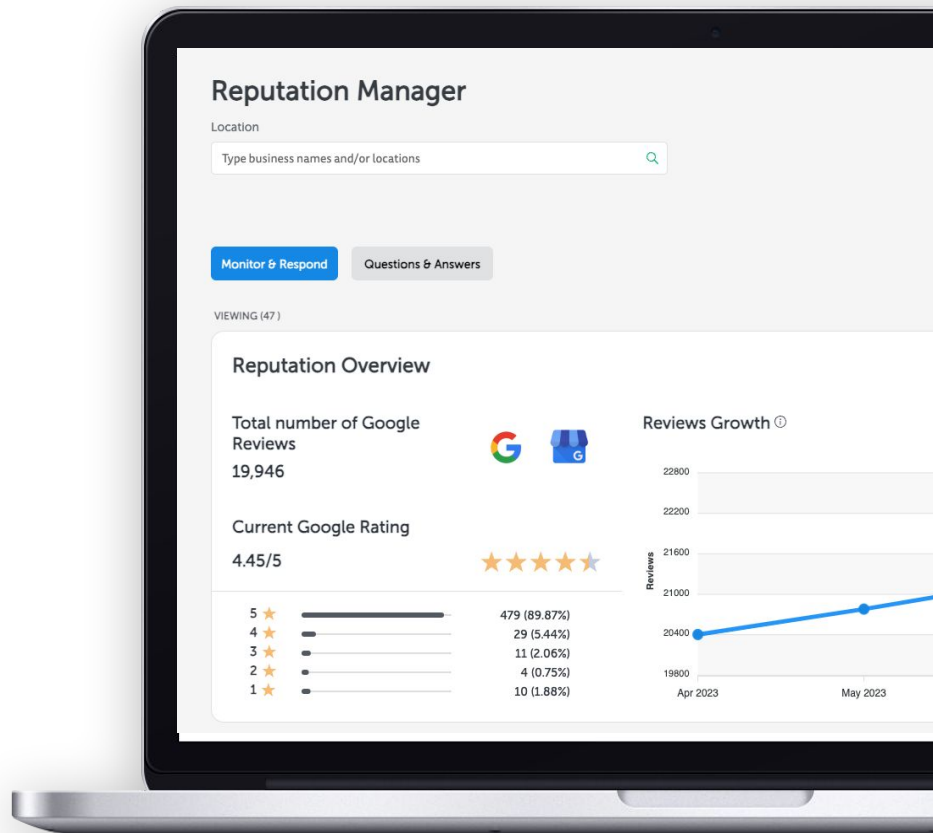 Reputation Manager
Location
Type business names and/or locations
Monitor & Respond
Questions & Answers
VIEWING (47 )
Reputation Overview
Total number of Google
Reviews
19,946
Current Google Rating
4.45/5
5 479 (89.87%)
4 29 (5.44%)
3 11 (2.06%)
2 4 (0.75%)
1 10 (1.88%)
Reviews Growth
Reviews
22800
22200
21600
21000
20400
19800
Apr 2023 May 2023